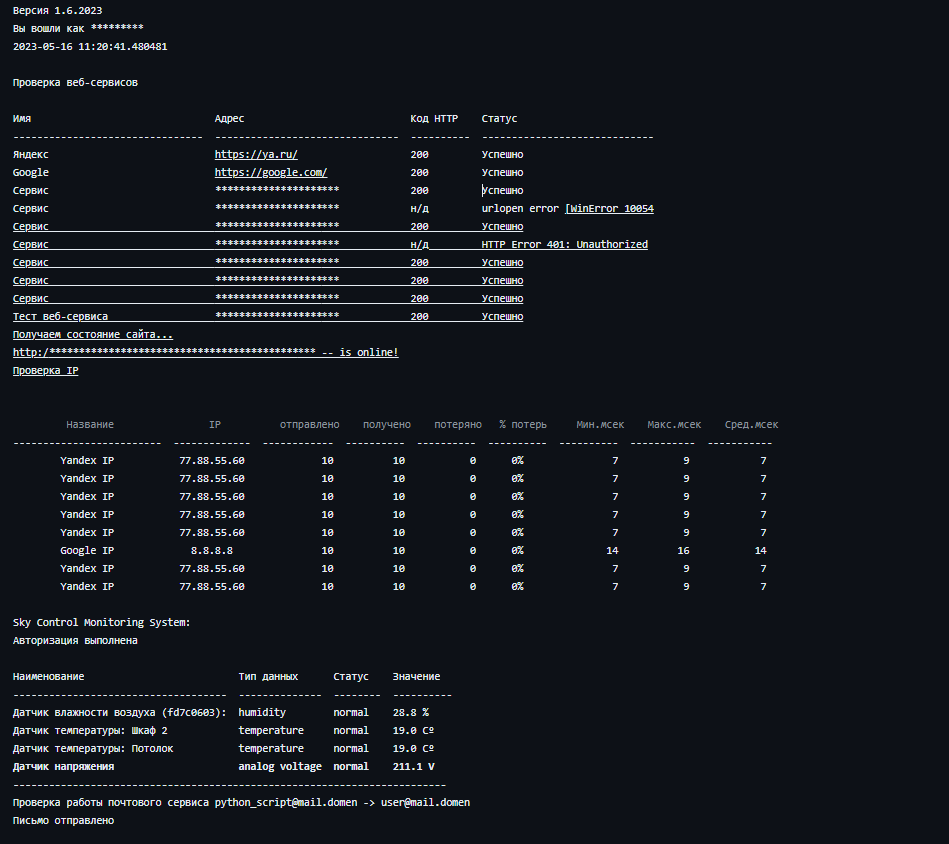 Версия 1.6.2023
Вы вошли как *********
2023-05-16 11:20:41.480481
Проверка веб-сервисов
Имя Адрес Код HTTP Статус
-------------------------------- ------------------------------- ---------- -----------------------------
Яндекс https://ya.ru/ 200 Успешно
Google https://google.com/ 200 Успешно
Сервис ********************* 200 Успешно
Сервис ********************* н/д urlopen error [WinError 10054
Сервис ********************* 200 Успешно
Сервис ********************* н/д HTTP Error 401: Unauthorized
Сервис ********************* 200 Успешно
Сервис ********************* 200 Успешно
Сервис ********************* 200 Успешно
Тест веб-сервиса ********************* 200 Успешно
Получаем состояние сайта...
http:/********************************************* -- is online!
Проверка IP
Название IP отправлено получено потеряно % потерь Мин.мсек Макс.мсек Сред.мсек
------------------------- ------------- ------------ ---------- ---------- ---------- ---------- ----------- -----------
Yandex IP 77.88.55.60 10 10 0 0% 7 9 7
Yandex IP 77.88.55.60 10 10 0 0% 7 9 7
Yandex IP 77.88.55.60 10 10 0 0% 7 9 7
Yandex IP 77.88.55.60 10 10 0 0% 7 9 7
Yandex IP 77.88.55.60 10 10 0 0% 7 9 7
Google IP 8.8.8.8 10 10 0 0% 14 16 14
Yandex IP 77.88.55.60 10 10 0 0% 7 9 7
Yandex IP 77.88.55.60 10 10 0 0% 7 9 7
Sky Control Monitoring System:
Авторизация выполнена
Наименование Тип данных Статус Значение
------------------------------------ -------------- -------- ----------
Датчик влажности воздуха (fd7c0603): humidity normal 28.8 %
Датчик температуры: Шкаф 2 temperature normal 19.0 Cº
Датчик температуры: Потолок temperature normal 19.0 Cº
Датчик напряжения analog voltage normal 211.1 V
-------------------------------------------------------------------------
Проверка работы почтового сервиса python_script@mail.domen -> user@mail.domen
Письмо отправлено